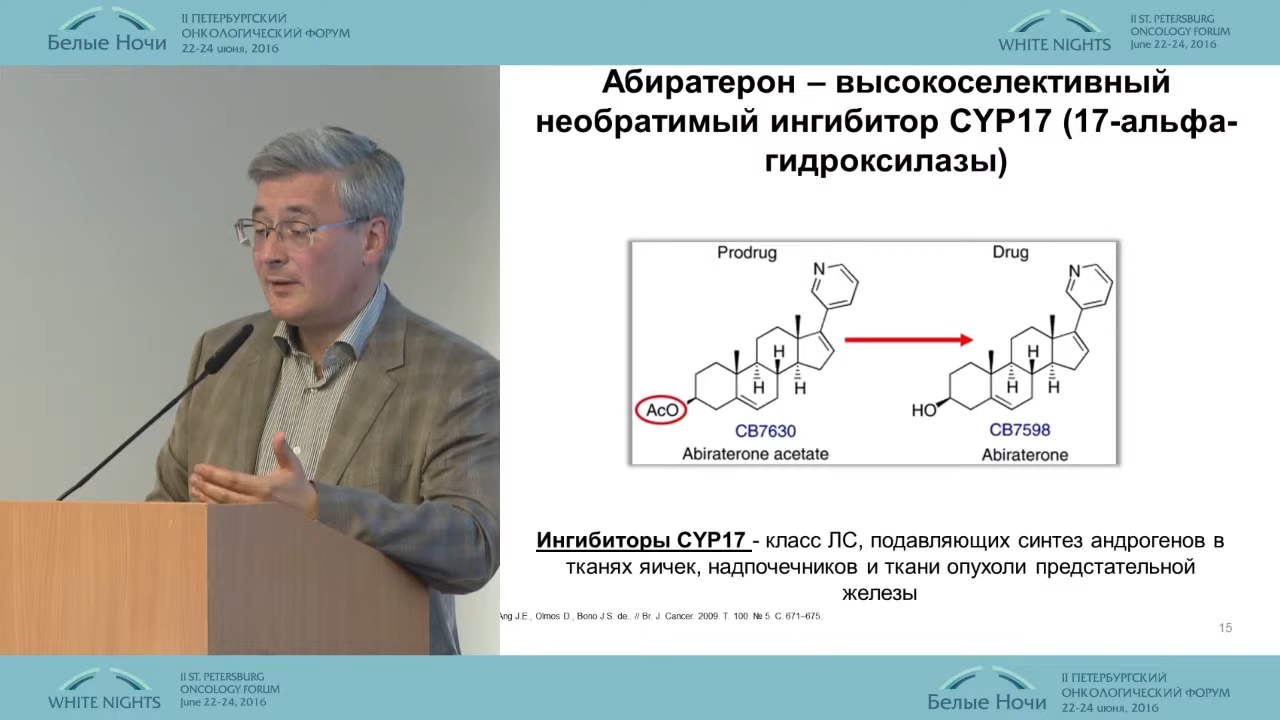 Белые Ночи
II ПЕТЕРБУРГСКИЙ
ОНКОЛОГИЧЕСКИЙ ФОРУМ
22-24 июня, 2016
WHITE NIGHTS
II ST. PETERSBURG
ONCOLOGY FORUM
June 22-24, 2016
Абиратерон – высокоселективный
необратимый ингибитор CYP17 (17-альфа-
гидроксилазы)
Prodrug
Drug
N
N
H
H
H
H
H
H
AcO
HO
CB7630
CB7598
Abiraterone acetate
Abiraterone
Ингибиторы CYP17 - класс ЛС, подавляющих синтез андрогенов в
тканях яичек, надпочечников и ткани опухоли предстательной
железы
Ang J.E., Olmos D., Bono J.S. de.. // Br. J. Cancer. 2009. Т. 100. № 5. С. 671–675.
15
WHITE NIGHTS
II ST. PETERSBURG
ONCOLOGY FORUM
June 22-24, 2016
Белые Ночи
II ПЕТЕРБУРГСКИЙ
ОНКОЛОГИЧЕСКИЙ ФОРУМ
22-24 июня, 2016